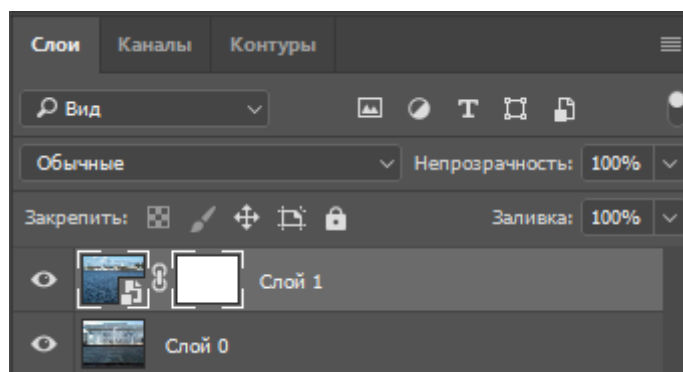 Слои Каналы Контуры
Вид
Обычные Непрозрачность: 100%
Закрепить: Заливка: 100%
Слой 1
Слой 0